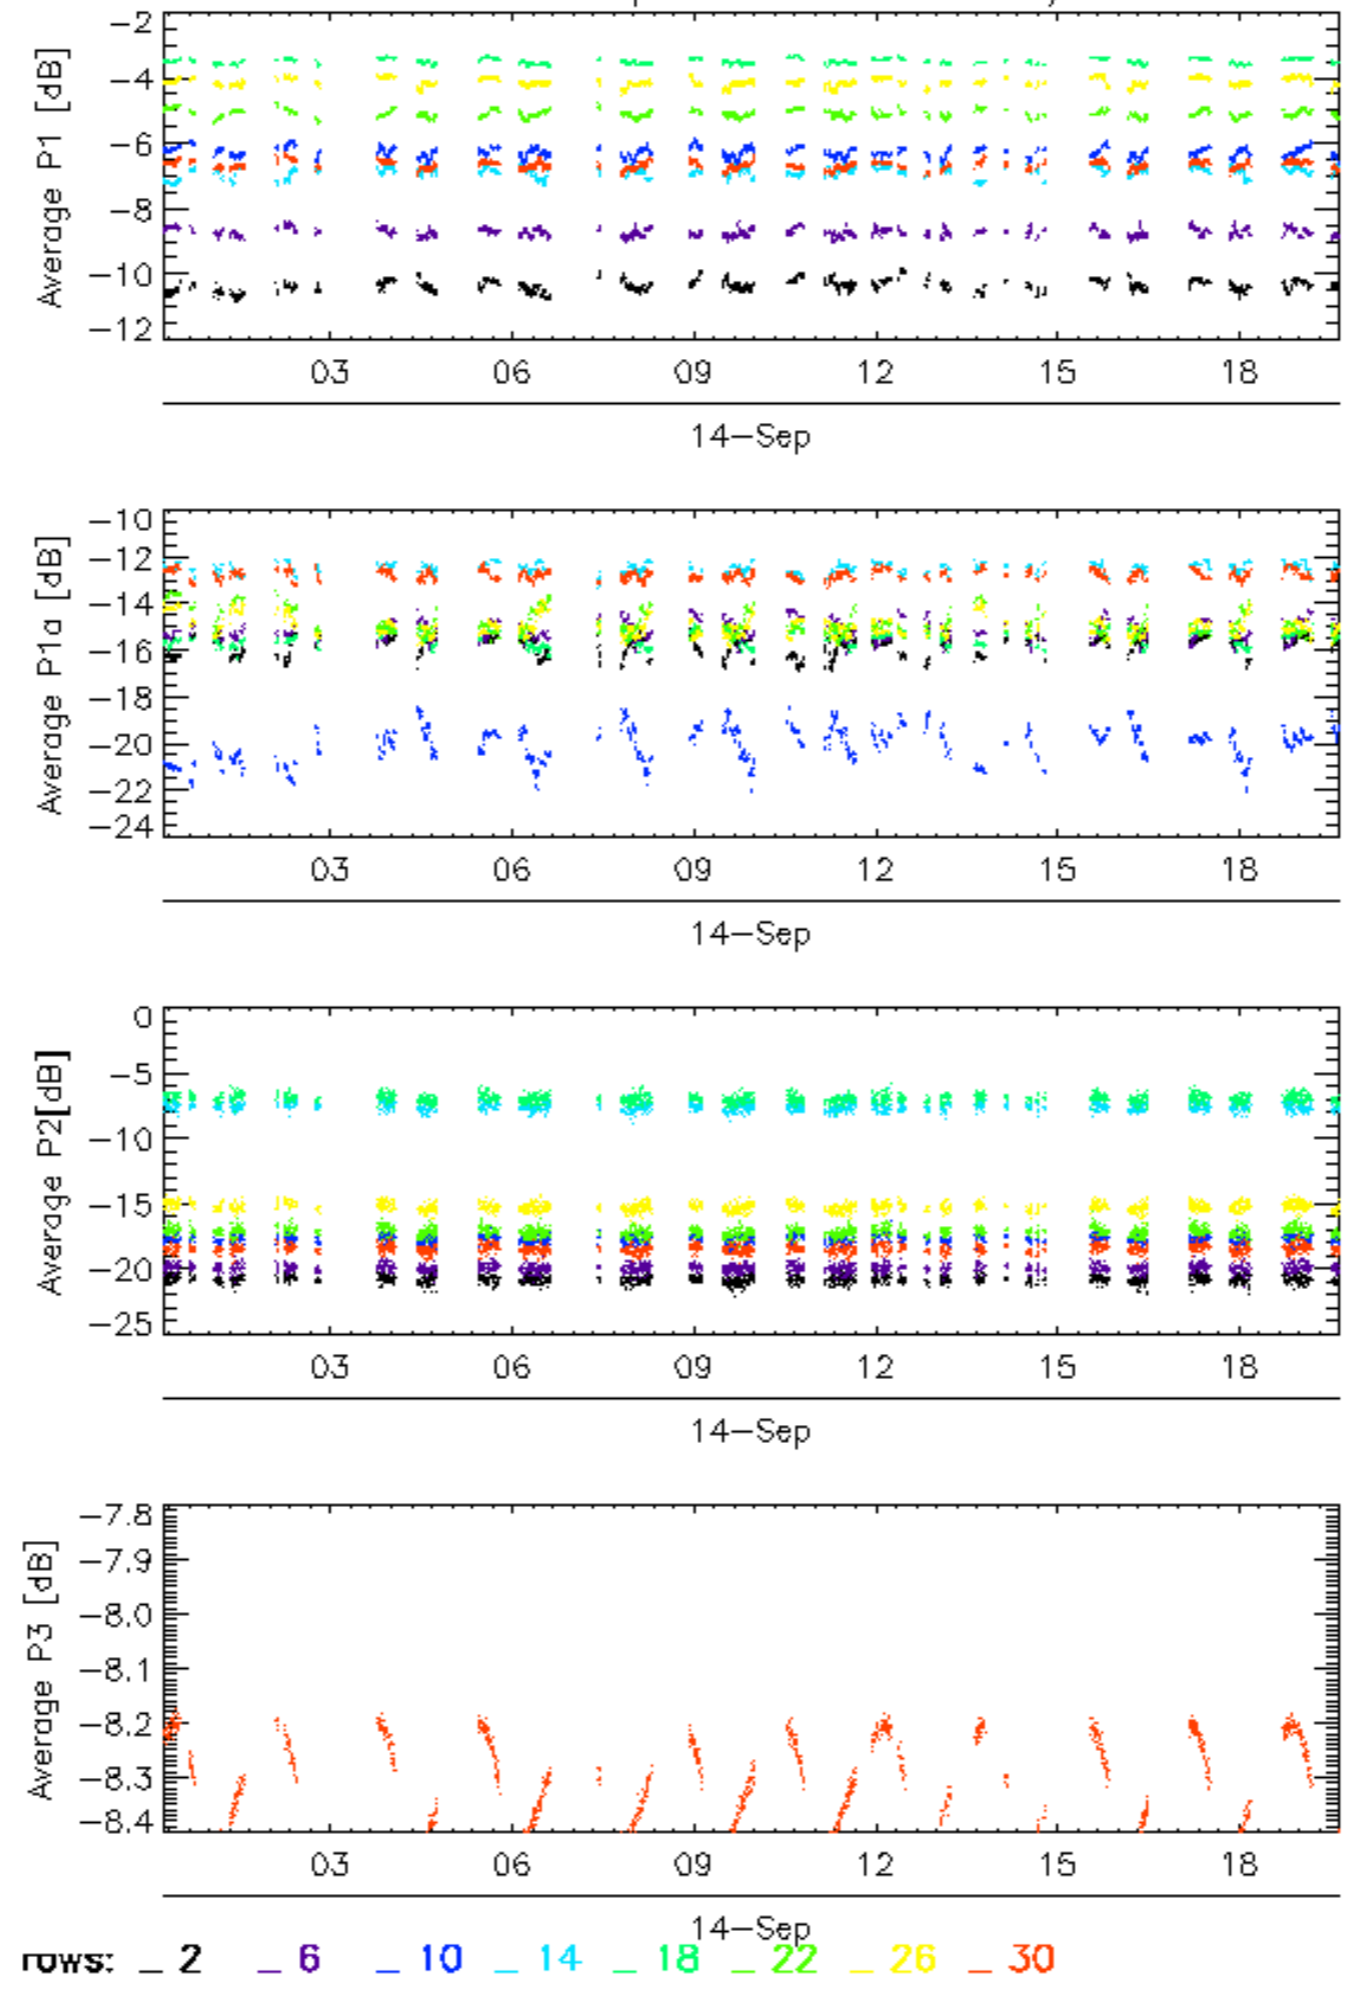 Average P1 [dB]
−2
−4
−6
−8
−10
−12
03 06 09 12 15 18
14−Sep
Average P1a [dB]
−10
−12
−14
−16
−18
−20
−22
−24
03 06 09 12 15 18
14−Sep
Average P2[dB]
0
−5
−10
−15
−20
−25
03 06 09 12 15 18
14−Sep
Average P3 [dB]
−7.8
−7.9
−8.0
−8.1
−8.2
−8.3
−8.4
03 06 09 12 15 18
14−Sep
rows: _ 2 _ 6 _ 10 _ 14 _ 18 _ 22 _ 26 _ 30